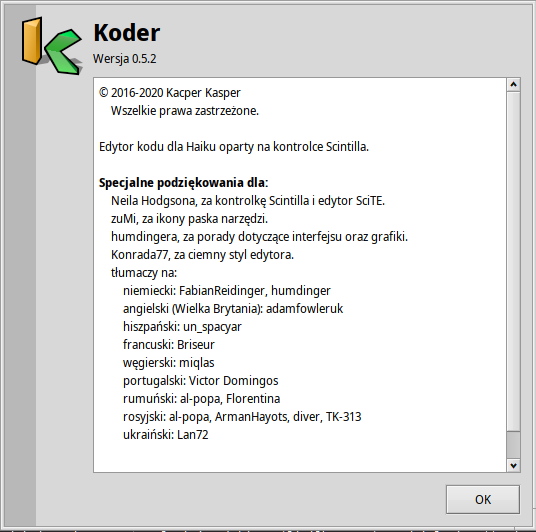 Koder
Wersja 0.5.2
© 2016-2020 Kacper Kasper
Wszelkie prawa zastrzeżone.
Edytor kodu dla Haiku oparty na kontrolce Scintilla.
Specjalne podziękowania dla:
Neila Hodgsona, za kontrolkę Scintilla i edytor SciTE.
zuMi, za ikony paska narzędzi.
humdingera, za porady dotyczące interfejsu oraz grafiki.
Konrada77, za ciemny styl edytora.
tłumaczy na:
niemiecki: FabianReidinger, humdinger
angielski (Wielka Brytania): adamfowleruk
hiszpański: un_spacyar
francuski: Briseur
węgierski: miqlas
portugalski: Victor Domingos
rumuński: al-popa, Florentina
rosyjski: al-popa, ArmanHayots, diver, TK-313
ukraiński: Lan72
OK